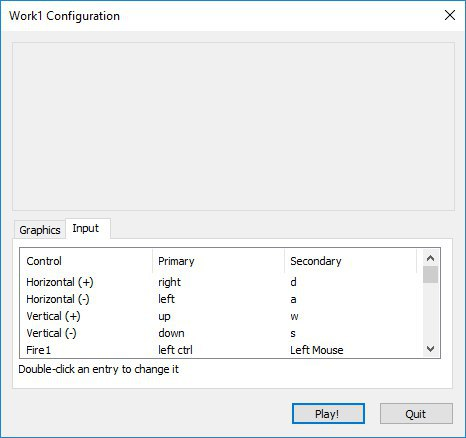 Work1 Configuration
Graphics Input
Control Primary Secondary
Horizontal (+) right d
Horizontal (-) left a
Vertical (+) up w
Vertical (-) down s
Fire1 left ctrl Left Mouse
Double-click an entry to change it
Play! Quit